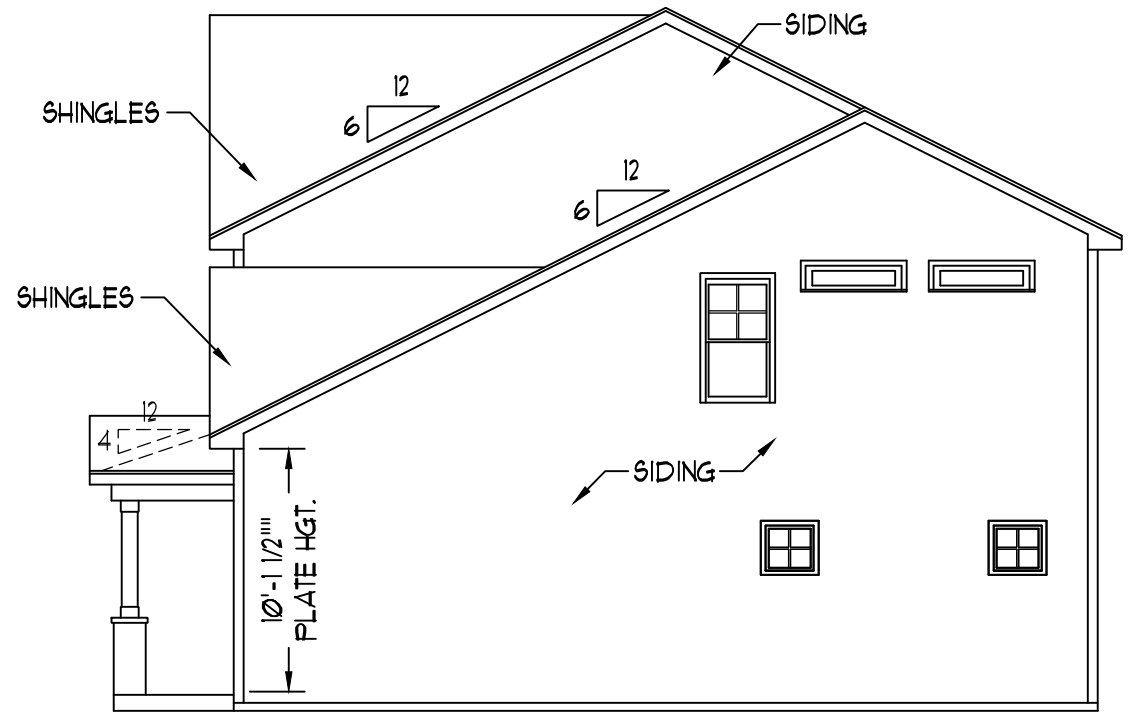 SIDING
12
SHINGLES
6
12
6
SHINGLES
12
4
SIDING
10'-1 1/2""
PLATE HGT.